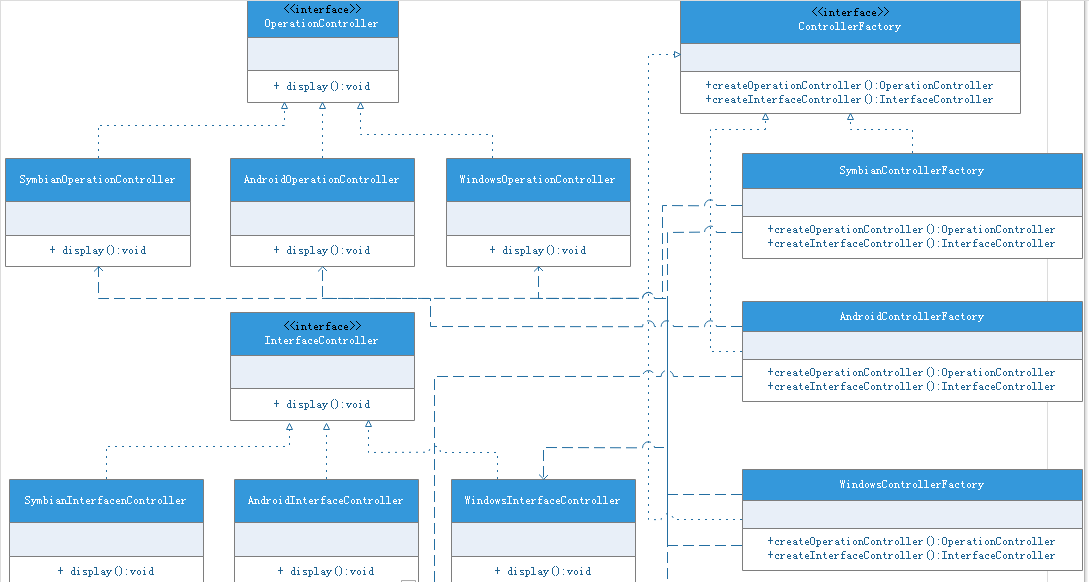 <<interface>>
OperationController
+ display():void
<<interface>>
ControllerFactory
+createOperationController():OperationController
+createInterfaceController():InterfaceController
SymbianOperationController
+ display():void
AndroidOperationController
+ display():void
WindowsOperationController
+ display():void
SymbianControllerFactory
+createOperationController():OperationController
+createInterfaceController():InterfaceController
<<interface>>
InterfaceController
+ display():void
AndroidControllerFactory
+createOperationController():OperationController
+createInterfaceController():InterfaceController
SymbianInterfacenController
+ display():void
AndroidInterfaceController
+ display():void
WindowsInterfaceController
+ display():void
WindowsControllerFactory
+createOperationController():OperationController
+createInterfaceController():InterfaceController